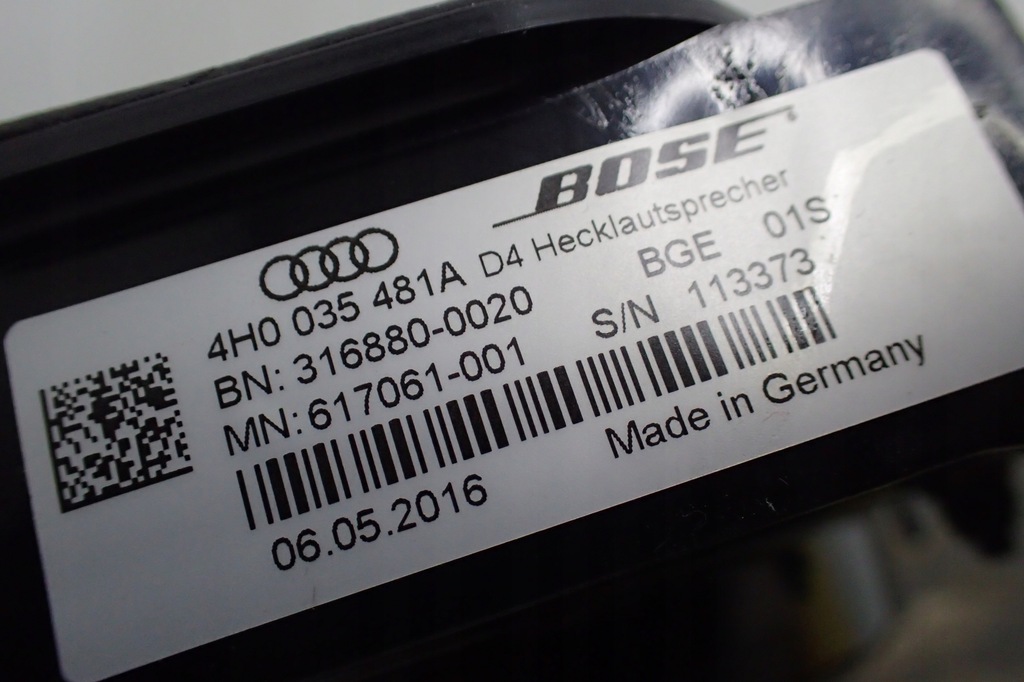 BOSE
4H0 035 481A D4 Hecklautsprecher
BN: 316880-0020 BGE 01S
MN: 617061-001 S/N 113373
06.05.2016 Made in Germany